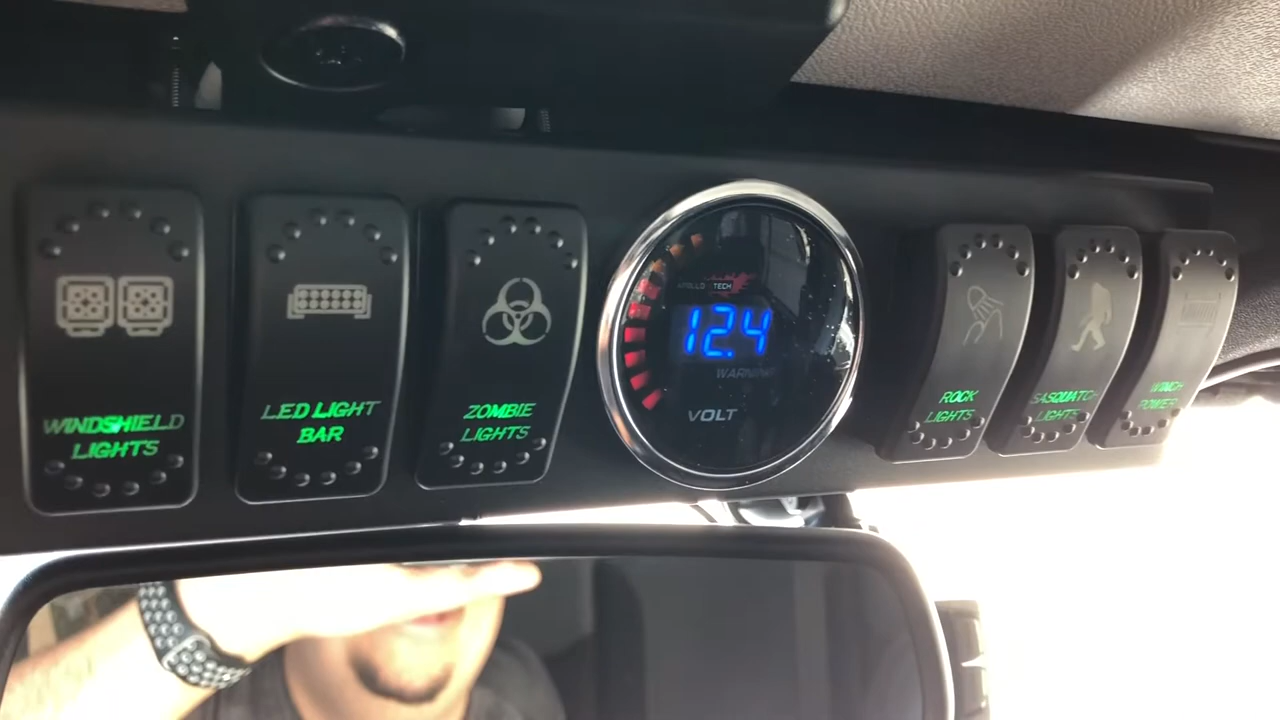 WINDSHIELD
LIGHTS
LED LIGHT
BAR
ZOMBIE
LIGHTS
12.4
WARNING
VOLT
ROCK
LIGHTS
SASQUATCH
LIGHTS
WINCH
POWER